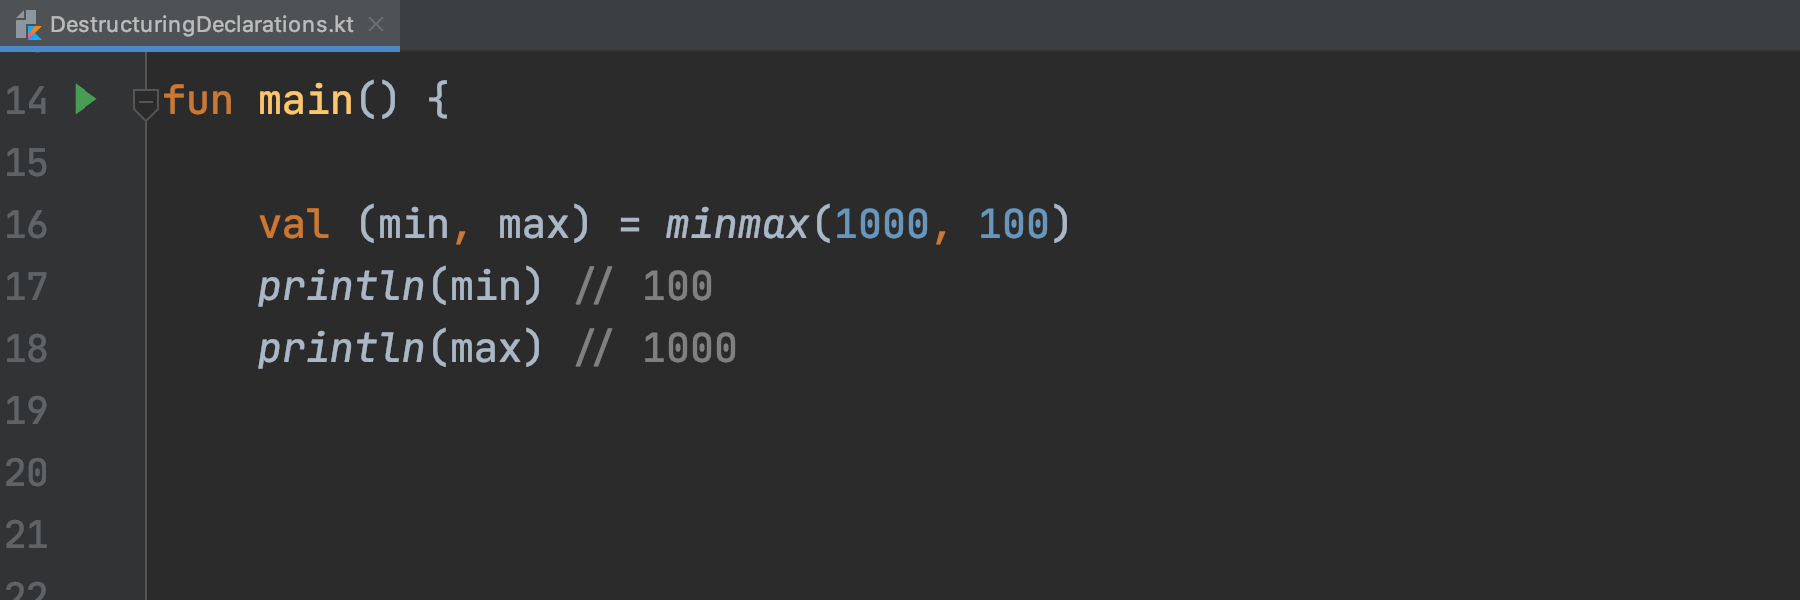 DestructuringDeclarations.kt
14 fun main() {
15
16 val (min, max) = minmax(1000, 100)
17 println(min) // 100
18 println(max) // 1000
19
20
21
22